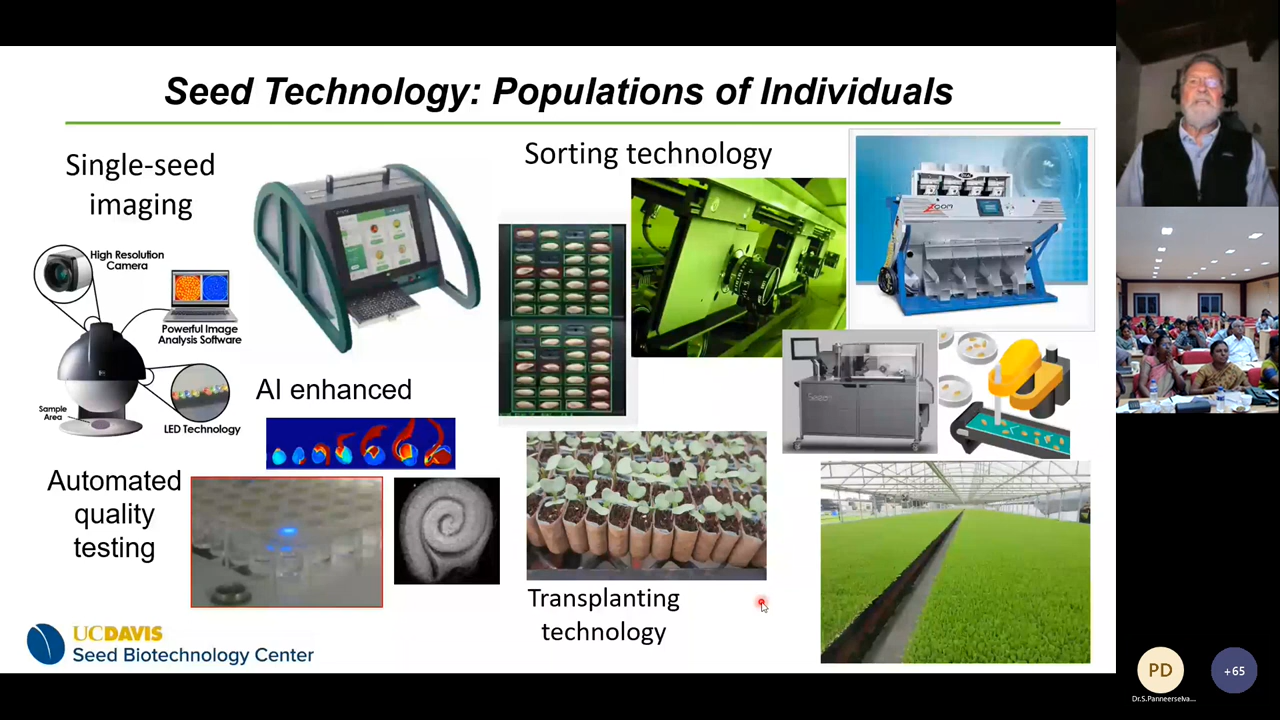 Seed Technology: Populations of Individuals
Single-seed
imaging
High Resolution
Camera
Powerful Image
Analysis Software
Sample
Area
LED Technology
AI enhanced
Automated
quality
testing
Sorting technology
ZCOM
Transplanting
technology
UCDAVIS
Seed Biotechnology Center
PD
Dr.S.Panneerselva...
+65